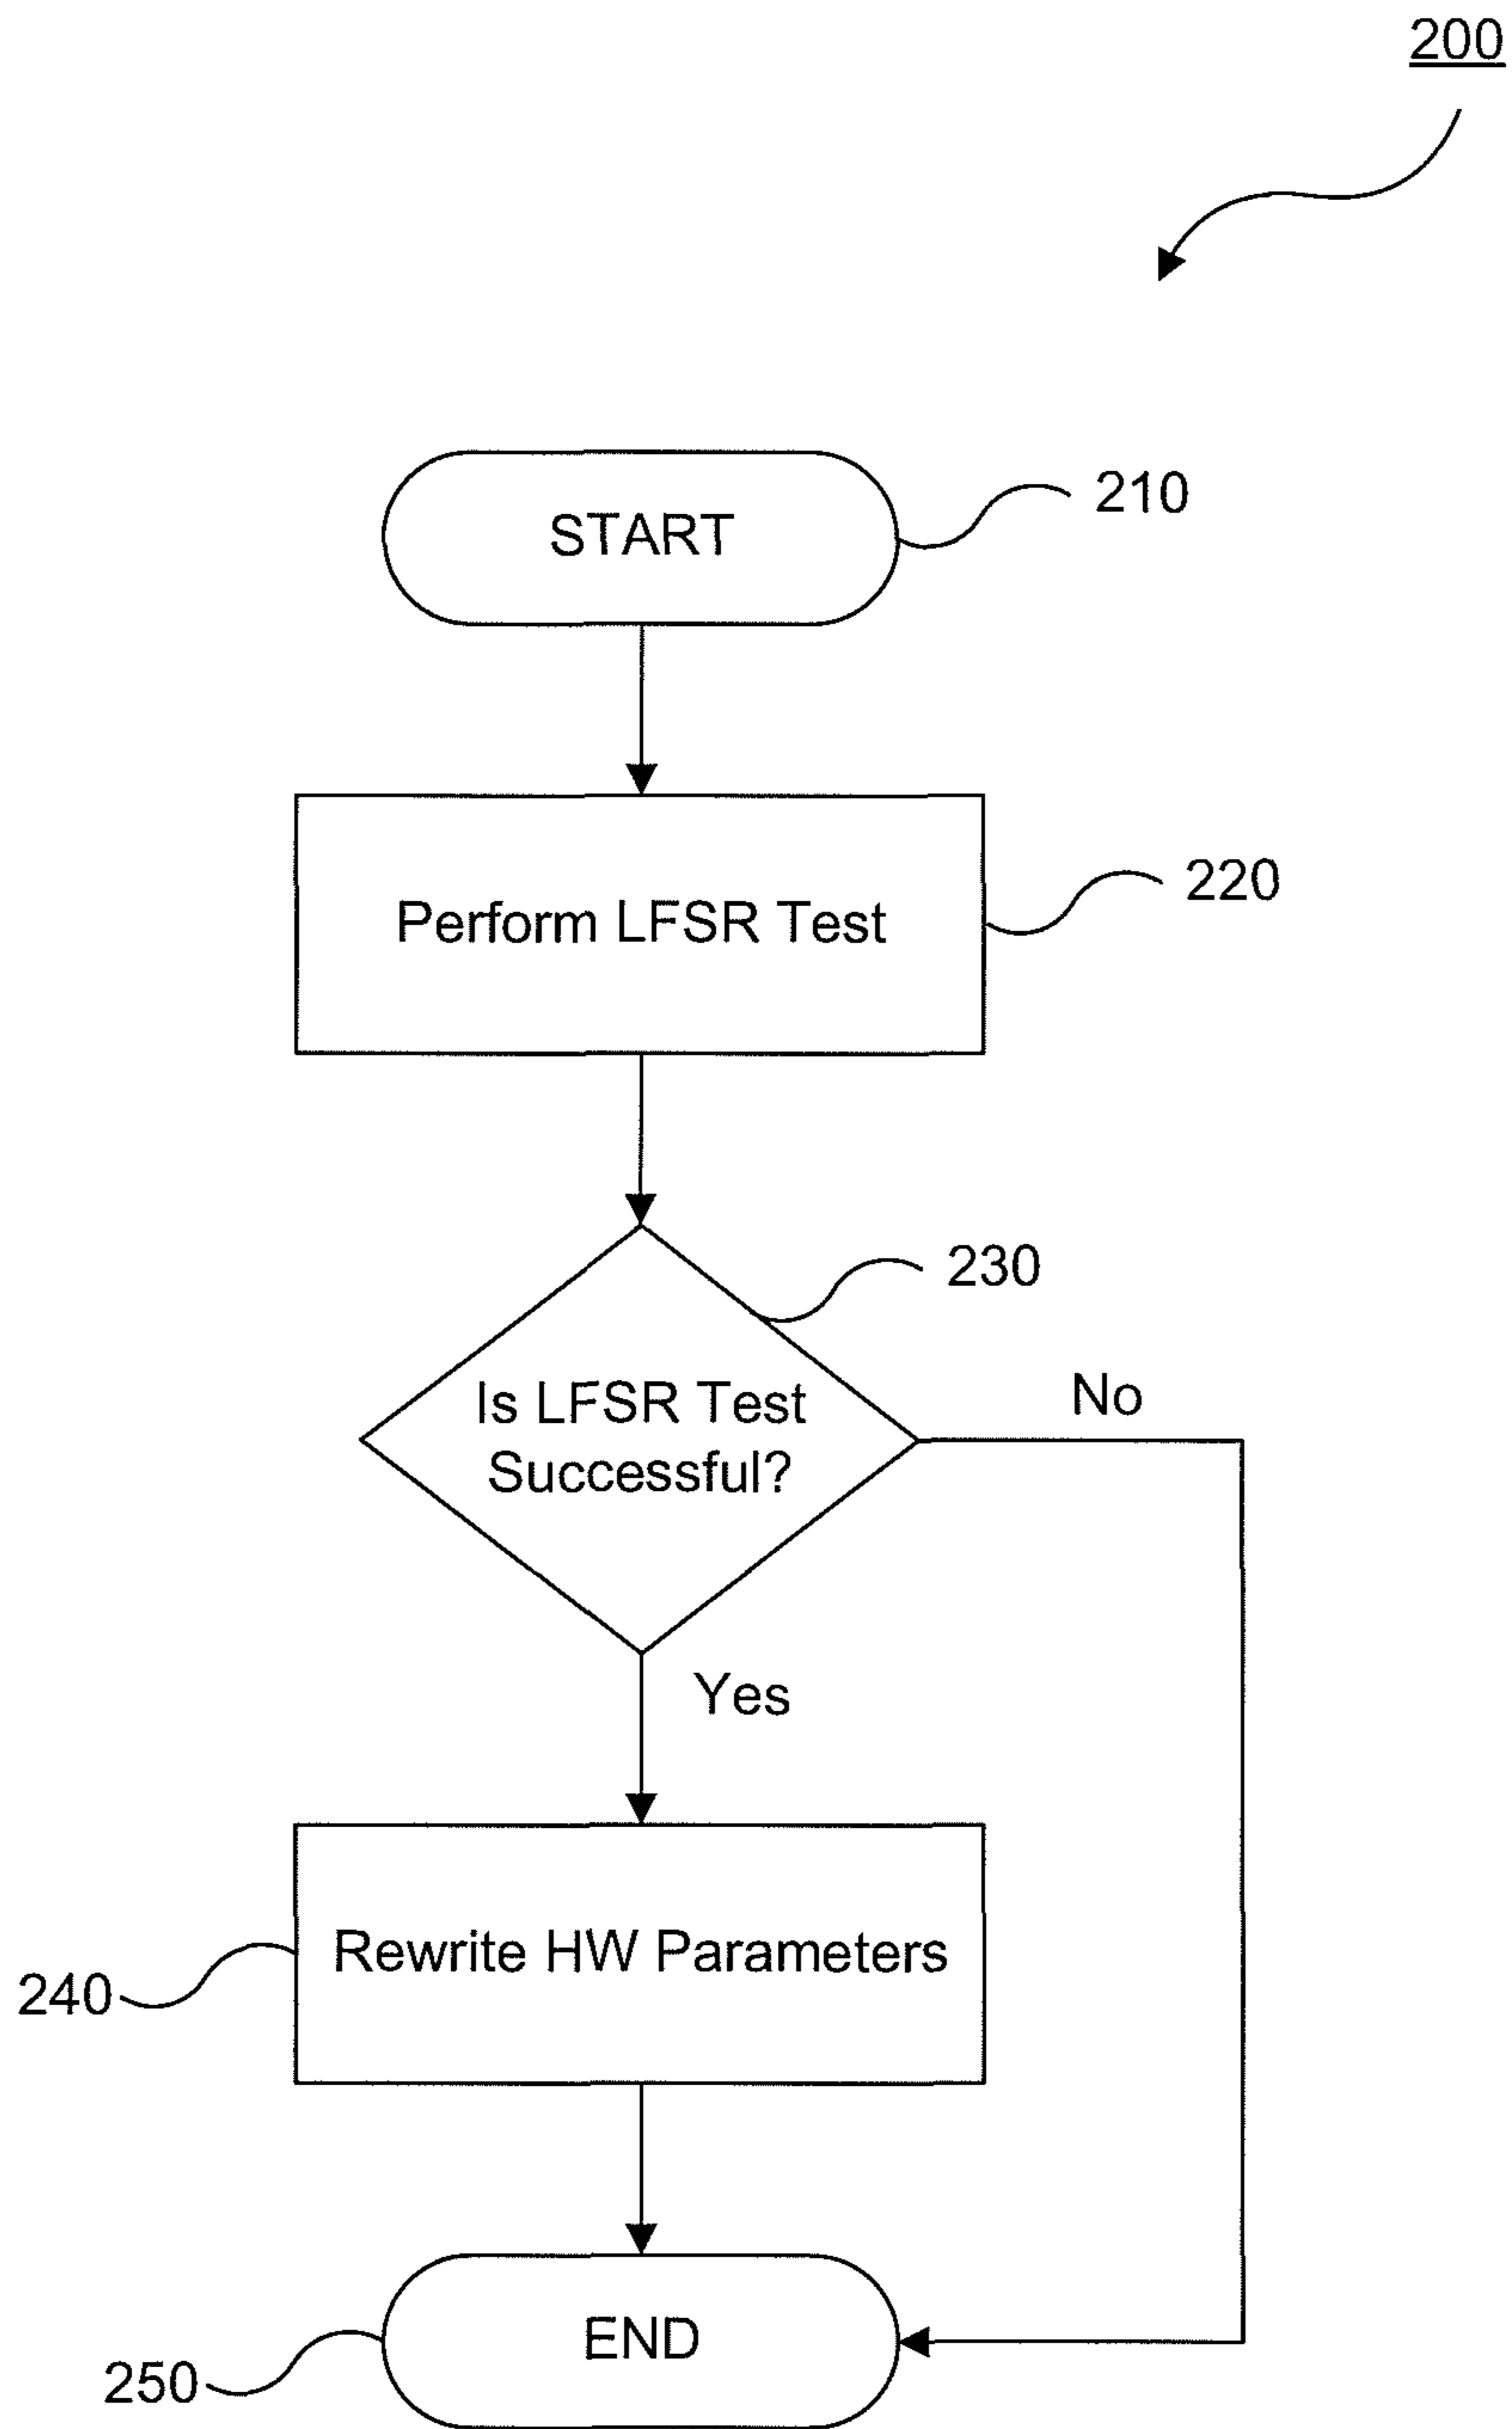 200
START
210
Perform LFSR Test
220
230
Is LFSR Test
Successful?
No
Yes
Rewrite HW Parameters
240
END
250